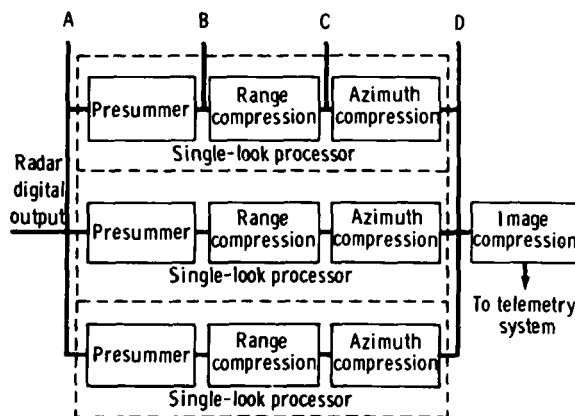 A B C D
Presummer Range compression Azimuth compression
Single-look processor
Radar digital output
Presummer Range compression Azimuth compression
Single-look processor
Image compression
To telemetry system
Presummer Range compression Azimuth compression
Single-look processor